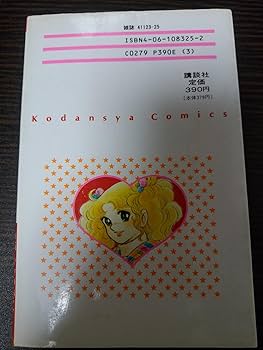 雑誌 41123-25
ISBN4-06-108325-2
C0279 P390E (3)
講談社
定価
390円
(本体379円)
Kodansya Comics